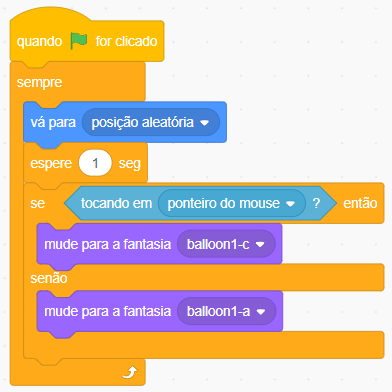 quando for clicado
sempre
vá para posição aleatória
espere 1 seg
se tocando em ponteiro do mouse ? então
mude para a fantasia balloon1-c
senão
mude para a fantasia balloon1-a